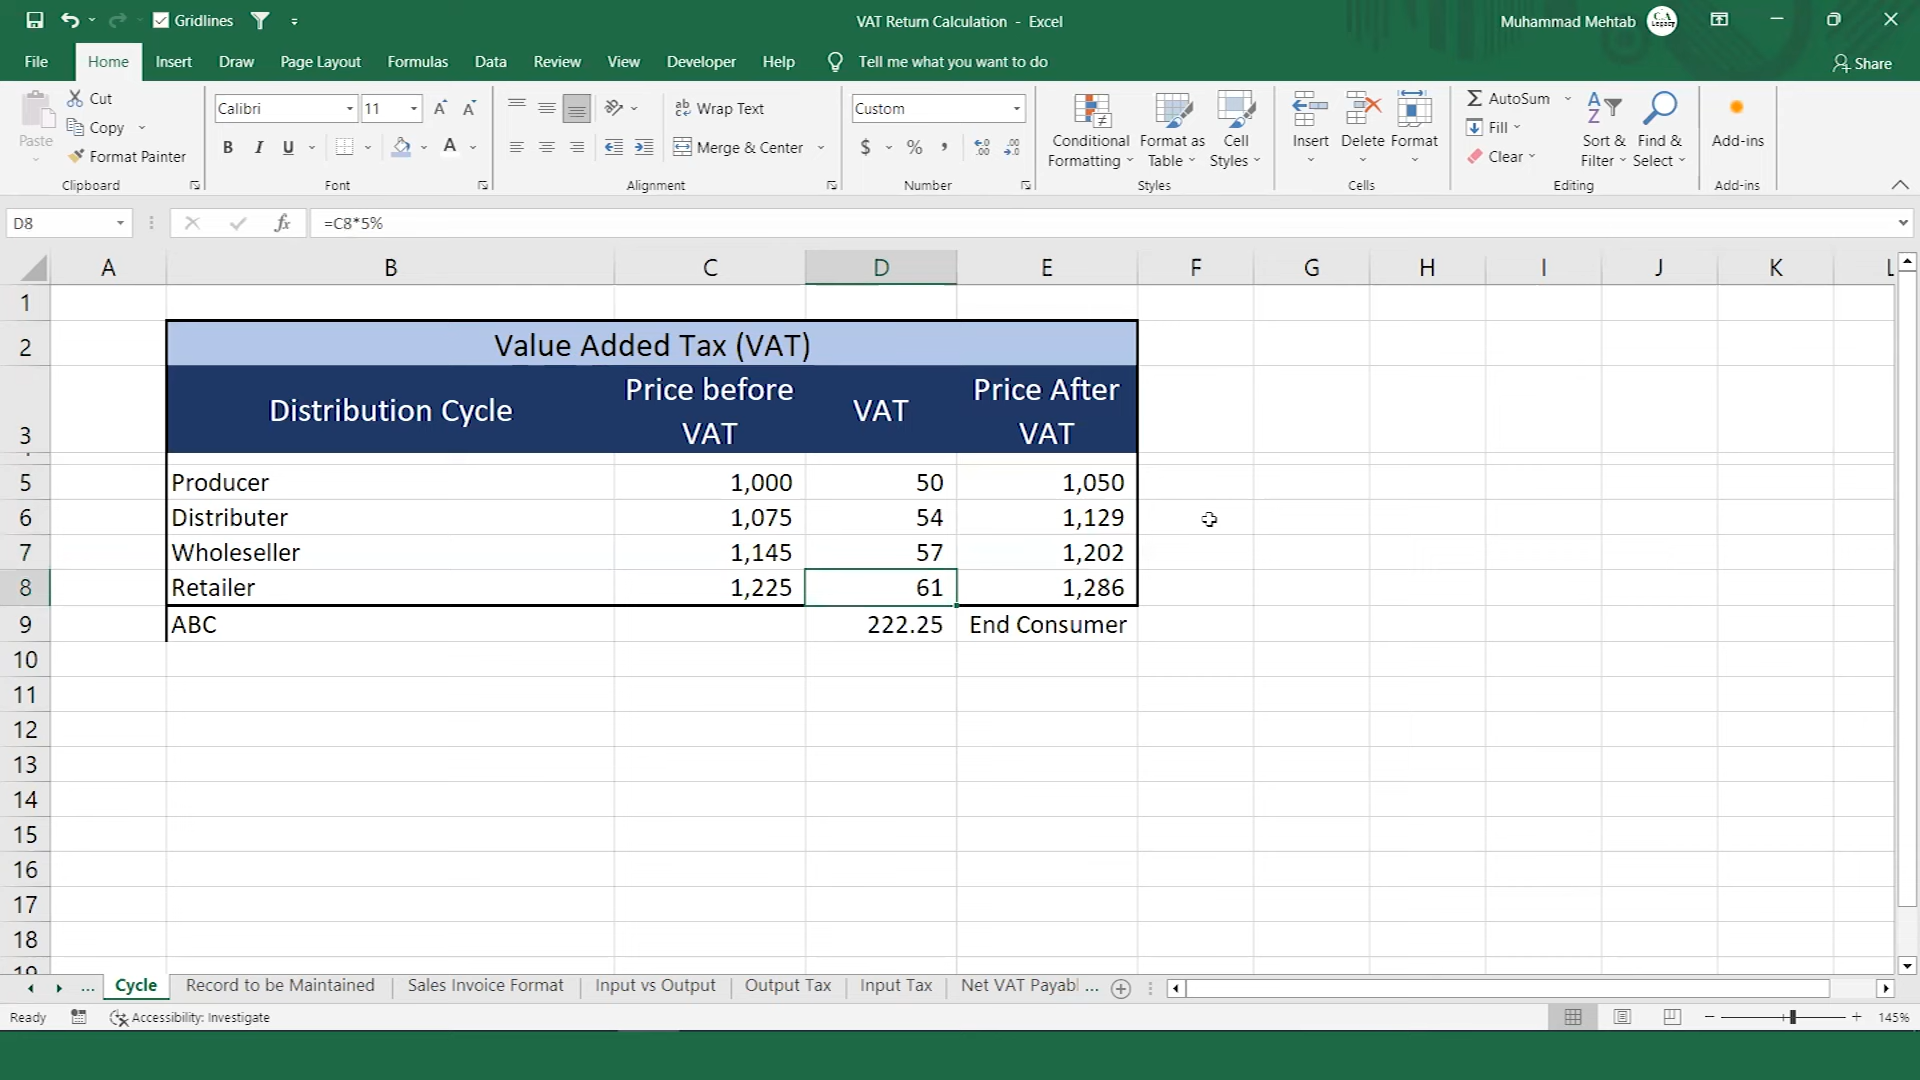 Gridlines
VAT Return Calculation - Excel
Muhammad Mehtab
CA
Legacy
File Home Insert Draw Page Layout Formulas Data Review View Developer Help Tell me what you want to do Share
Paste
Cut
Copy
Format Painter
Clipboard
Calibri 11
A A
B I U A
Font
Wrap Text
Merge & Center
Alignment
Custom
$ % ,
Number
Conditional
Formatting
Format as
Table
Cell
Styles
Styles
Insert Delete Format
Cells
AutoSum
Fill
Clear
Sort &
Filter
Find &
Select
Editing
Add-ins
Add-ins
D8 fx =C8*5%
A B C D E F G H I J K L
1
2 Value Added Tax (VAT)
3 Distribution Cycle Price before VAT VAT Price After VAT
5 Producer 1,000 50 1,050
6 Distributer 1,075 54 1,129
7 Wholeseller 1,145 57 1,202
8 Retailer 1,225 61 1,286
9 ABC 222.25 End Consumer
10
11
12
13
14
15
16
17
18
19
... Cycle Record to be Maintained Sales Invoice Format Input vs Output Output Tax Input Tax Net VAT Payabl ...
Ready Accessibility: Investigate 145%